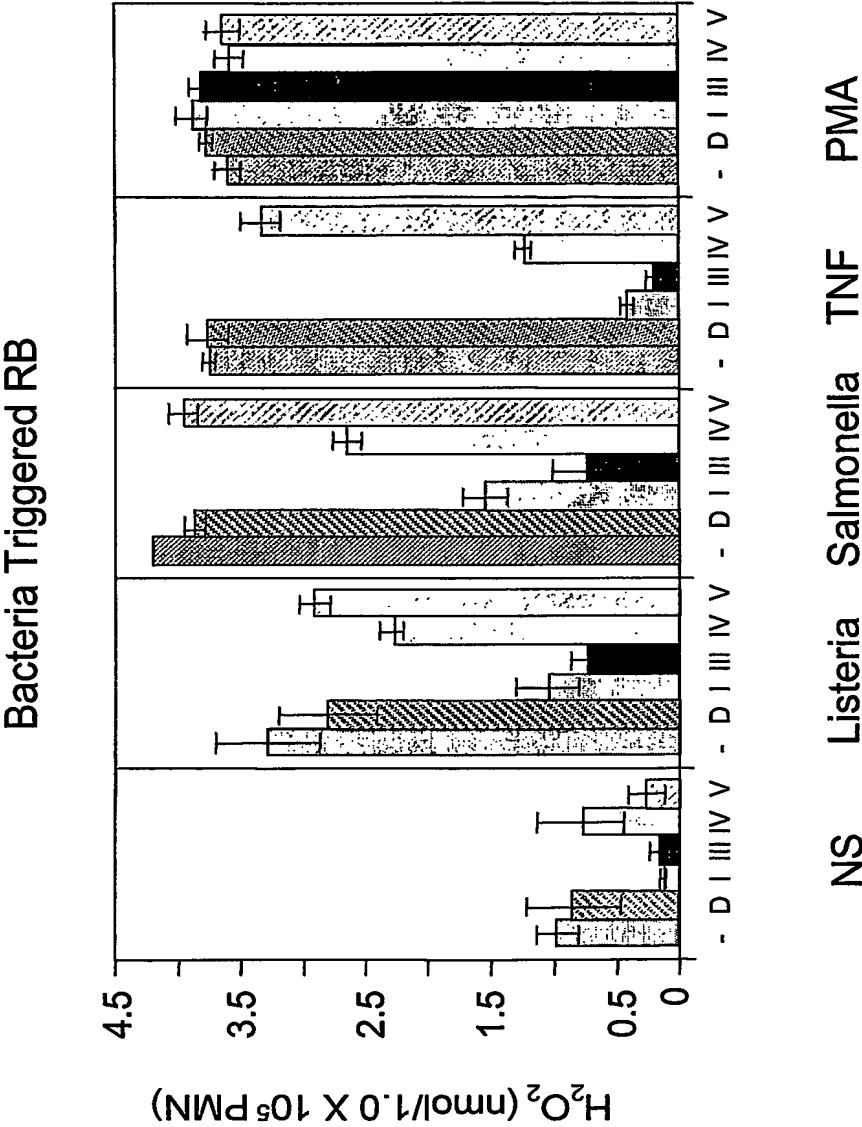 Bacteria Triggered RB
H₂O₂ (nmol/1.0 X 10⁵ PMN)
4.5
3.5
2.5
1.5
0.5
0
- D I III IV V
- D I III IV V
- D I III IV V
- D I III IV V
- D I III IV V
NS Listeria Salmonella TNF PMA